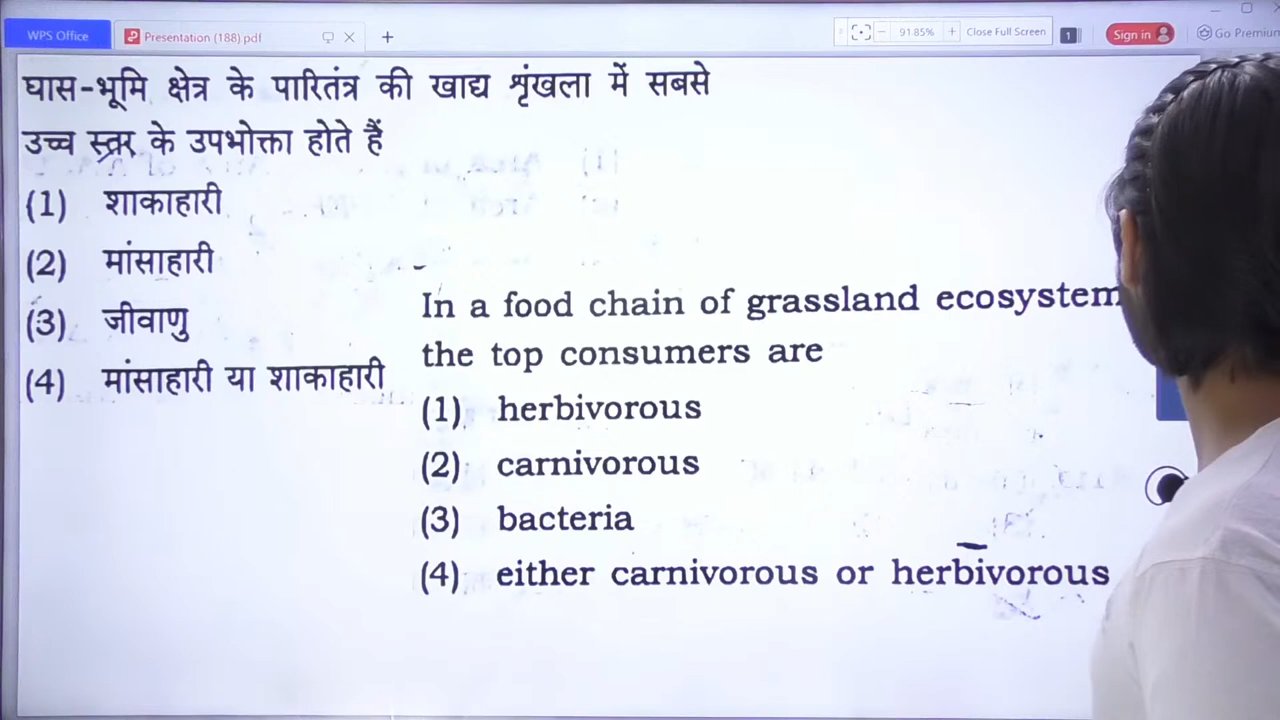 WPS Office
Presentation (188).pdf
91.85%
Close Full Screen
1
Sign in
Go Premium
घास-भूमि क्षेत्र के पारितंत्र की खाद्य शृंखला में सबसे
उच्च स्तर के उपभोक्ता होते हैं
(1) शाकाहारी
(2) मांसाहारी
(3) जीवाणु
(4) मांसाहारी या शाकाहारी
In a food chain of grassland ecosystem
the top consumers are
(1) herbivorous
(2) carnivorous
(3) bacteria
(4) either carnivorous or herbivorous